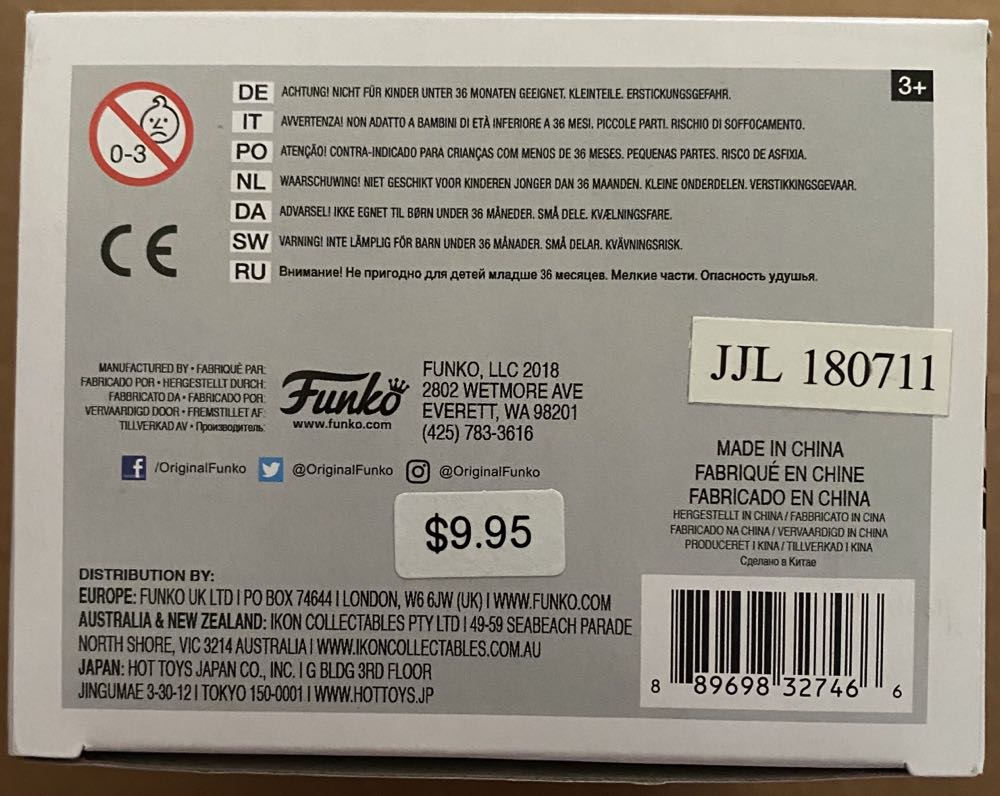 3+
0-3
CE
DE ACHTUNG! NICHT FÜR KINDER UNTER 36 MONATEN GEEIGNET. KLEINTEILE. ERSTICKUNGSGEFAHR.
IT AVVERTENZA! NON ADATTO A BAMBINI DI ETÀ INFERIORE A 36 MESI. PICCOLE PARTI. RISCHIO DI SOFFOCAMENTO.
PO ATENÇÃO! CONTRA-INDICADO PARA CRIANÇAS COM MENOS DE 36 MESES. PEQUENAS PARTES. RISCO DE ASFIXIA.
NL WAARSCHUWING! NIET GESCHIKT VOOR KINDEREN JONGER DAN 36 MAANDEN. KLEINE ONDERDELEN. VERSTIKKINGSGEVAAR.
DA ADVARSEL! IKKE EGNET TIL BØRN UNDER 36 MÅNEDER. SMÅ DELE. KVÆLNINGSFARE.
SW VARNING! INTE LÄMPLIG FÖR BARN UNDER 36 MÅNADER. SMÅ DELAR. KVÄVNINGSRISK.
RU Внимание! Не пригодно для детей младше 36 месяцев. Мелкие части. Опасность удушья.
MANUFACTURED BY • FABRIQUÉ PAR:
FABRICADO POR • HERGESTELLT DURCH:
FABBRICATO DA • FABRICADO POR:
VERVAARDIGD DOOR • FREMSTILLET AF:
TILLVERKAD AV • Производитель:
Funko
www.funko.com
FUNKO, LLC 2018
2802 WETMORE AVE
EVERETT, WA 98201
(425) 783-3616
JJL 180711
f /OriginalFunko @OriginalFunko @OriginalFunko
$9.95
MADE IN CHINA
FABRIQUÉ EN CHINE
FABRICADO EN CHINA
HERGESTELLT IN CHINA / FABBRICATO IN CINA
FABRICADO NA CHINA / VERVAARDIGD IN CHINA
PRODUCERET I KINA / TILLVERKAD I KINA
Сделано в Китае
DISTRIBUTION BY:
EUROPE: FUNKO UK LTD | PO BOX 74644 | LONDON, W6 6JW (UK) | WWW.FUNKO.COM
AUSTRALIA & NEW ZEALAND: IKON COLLECTABLES PTY LTD | 49-59 SEABEACH PARADE
NORTH SHORE, VIC 3214 AUSTRALIA | WWW.IKONCOLLECTABLES.COM.AU
JAPAN: HOT TOYS JAPAN CO., INC. | G BLDG 3RD FLOOR
JINGUMAE 3-30-12 | TOKYO 150-0001 | WWW.HOTTOYS.JP
8 89698 32746 6